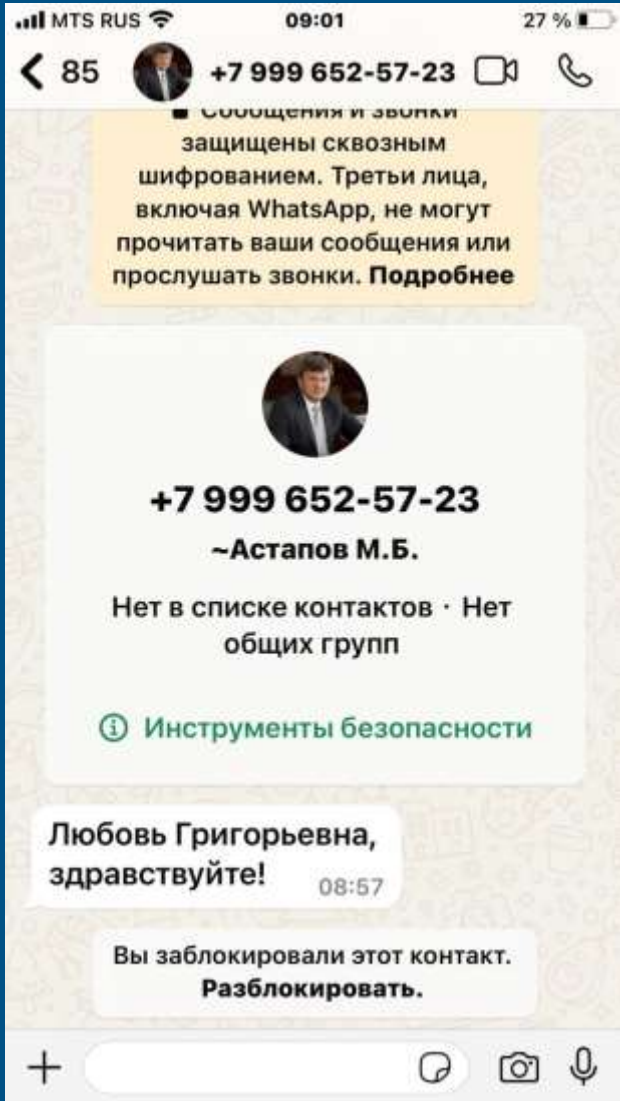 MTS RUS 09:01 27 %
85 +7 999 652-57-23
Сообщения и звонки
защищены сквозным
шифрованием. Третьи лица,
включая WhatsApp, не могут
прочитать ваши сообщения или
прослушать звонки. Подробнее
+7 999 652-57-23
~Астапов М.Б.
Нет в списке контактов · Нет
общих групп
Инструменты безопасности
Любовь Григорьевна,
здравствуйте!
08:57
Вы заблокировали этот контакт.
Разблокировать.